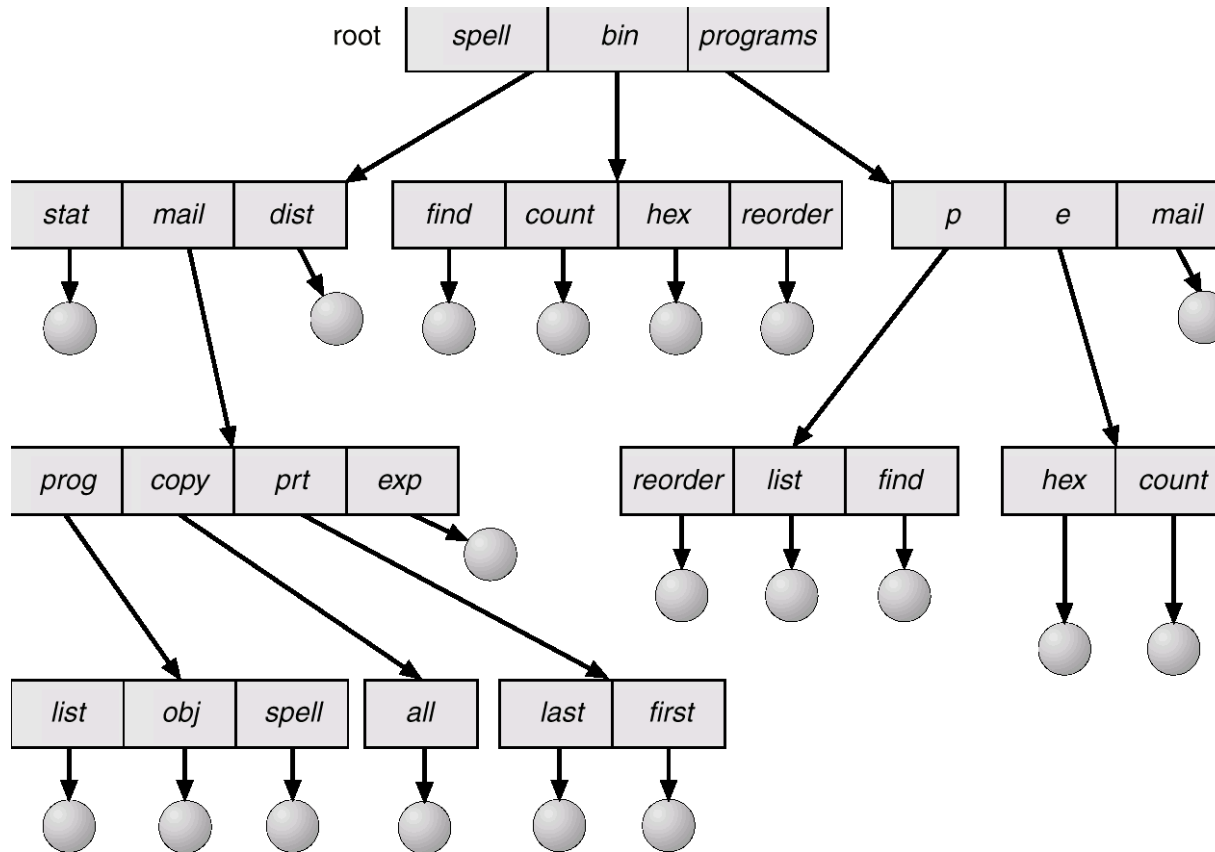 root spell bin programs
stat mail dist find count hex reorder p e mail
prog copy prt exp reorder list find hex count
list obj spell all last first